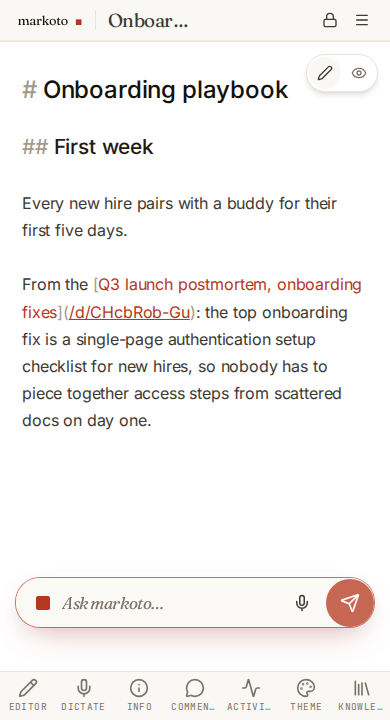 markoto
Onboar...
# Onboarding playbook
## First week
Every new hire pairs with a buddy for their
first five days.
From the [Q3 launch postmortem, onboarding
fixes](/d/CHcbRob-Gu): the top onboarding
fix is a single-page authentication setup
checklist for new hires, so nobody has to
piece together access steps from scattered
docs on day one.
Ask markoto...
EDITOR DICTATE INFO COMMEN… ACTIVI… THEME KNOWLE…